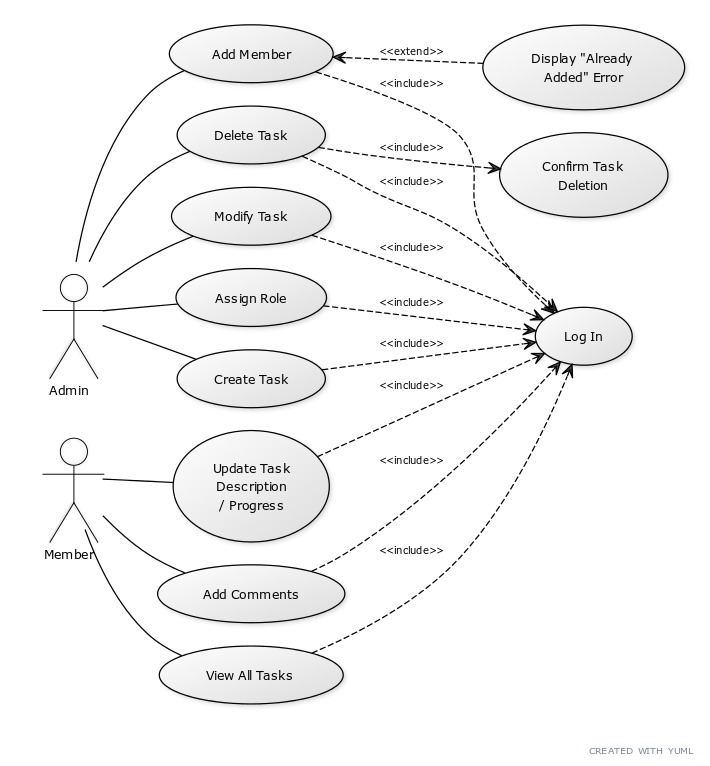 Add Member
<<extend>>
Display "Already
Added" Error
<<include>>
Delete Task
<<include>>
Confirm Task
Deletion
<<include>>
Modify Task
<<include>>
Assign Role
<<include>>
Log In
<<include>>
Create Task
<<include>>
Admin
Update Task
Description
/ Progress
<<include>>
Member
<<include>>
Add Comments
View All Tasks
CREATED WITH YUML